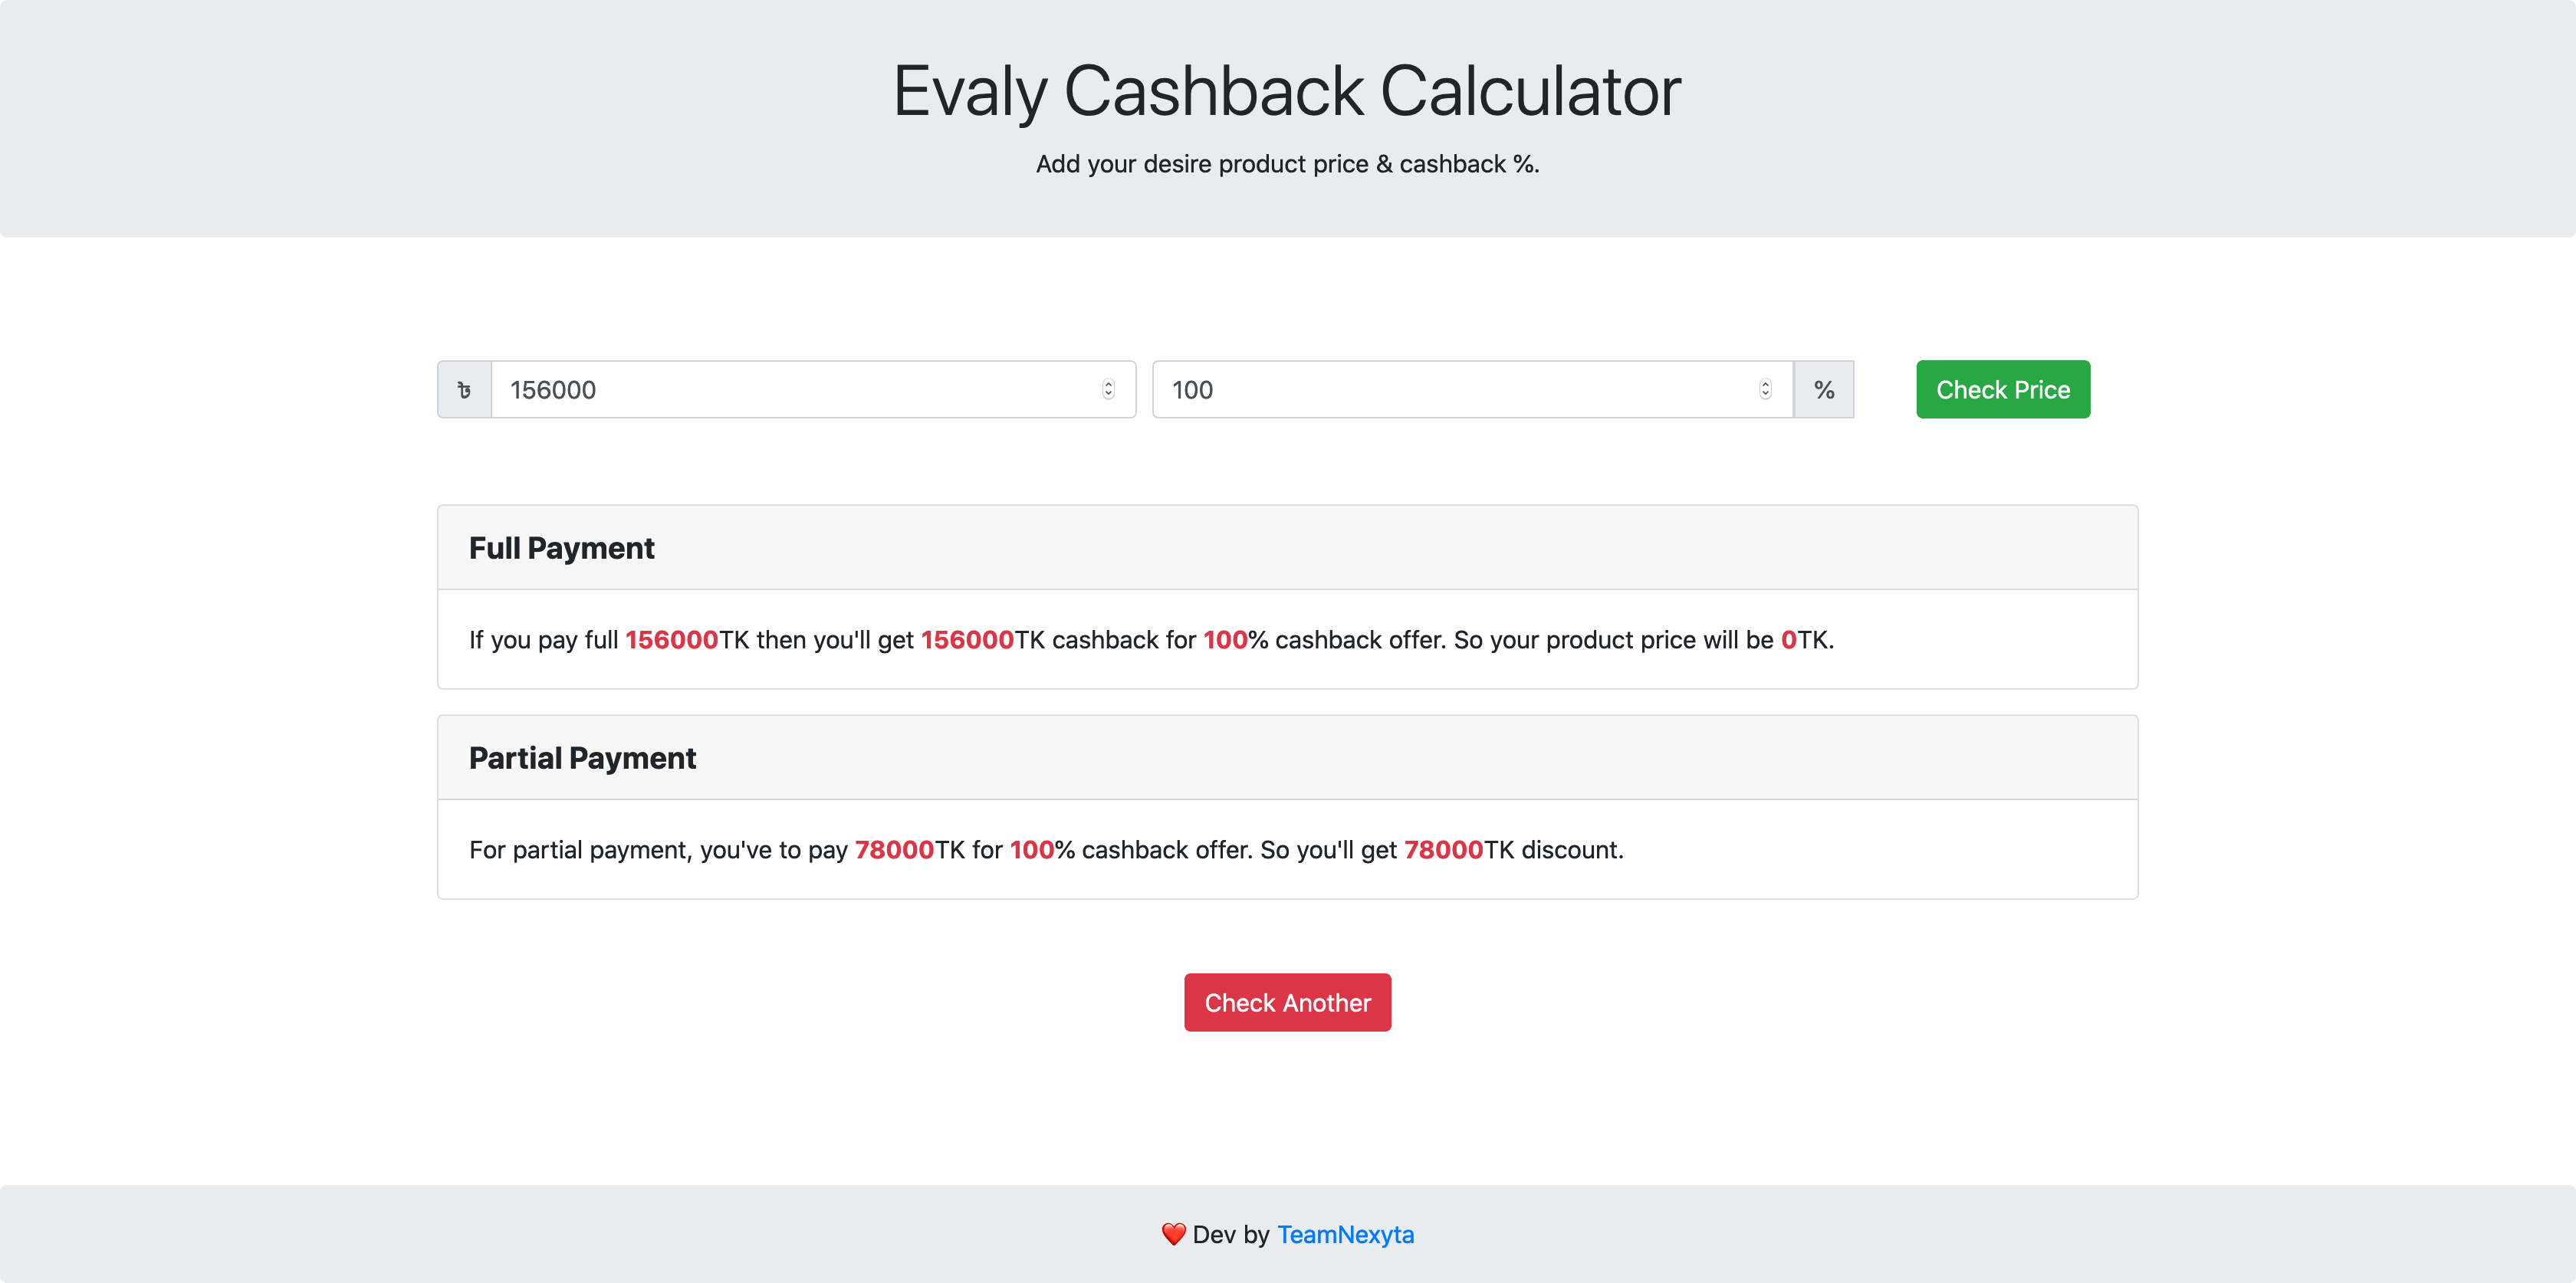 Evaly Cashback Calculator
Add your desire product price & cashback %.
৳ 156000 100 % Check Price
Full Payment
If you pay full 156000TK then you'll get 156000TK cashback for 100% cashback offer. So your product price will be 0TK.
Partial Payment
For partial payment, you've to pay 78000TK for 100% cashback offer. So you'll get 78000TK discount.
Check Another
❤️ Dev by TeamNexyta